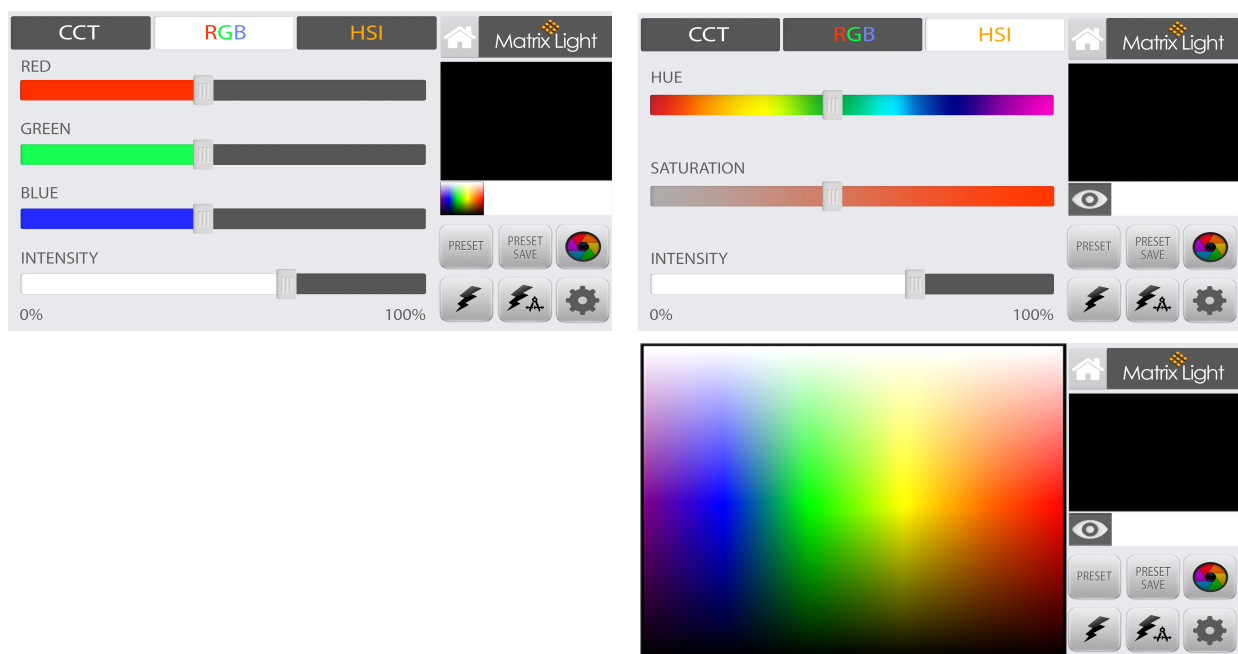 CCT RGB HSI Matrix Light
RED
GREEN
BLUE
PRESET PRESET SAVE
INTENSITY
0% 100%
CCT RGB HSI Matrix Light
HUE
SATURATION
PRESET PRESET SAVE
INTENSITY
0% 100%
Matrix Light
PRESET PRESET SAVE